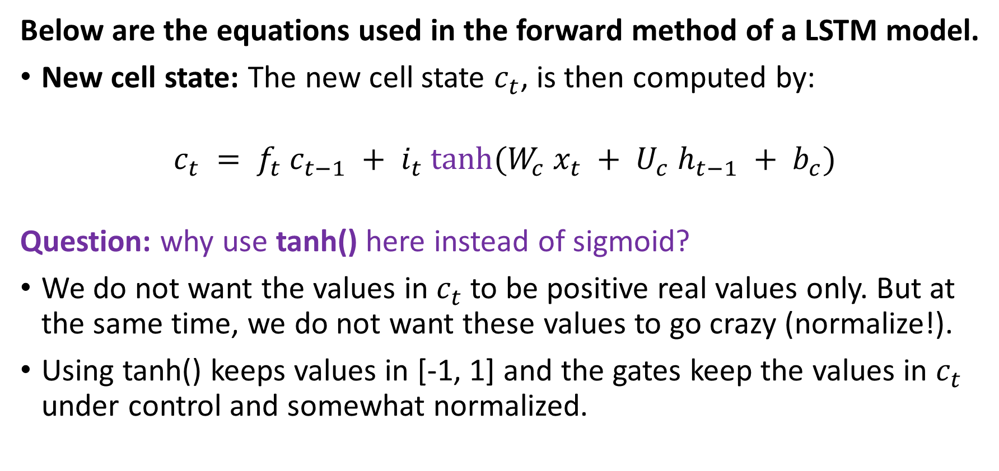 Below are the equations used in the forward method of a LSTM model.
• New cell state: The new cell state c_t, is then computed by:
c_t = f_t c_{t−1} + i_t tanh(W_c x_t + U_c h_{t−1} + b_c)
Question: why use tanh() here instead of sigmoid?
• We do not want the values in c_t to be positive real values only. But at
the same time, we do not want these values to go crazy (normalize!).
• Using tanh() keeps values in [-1, 1] and the gates keep the values in c_t
under control and somewhat normalized.